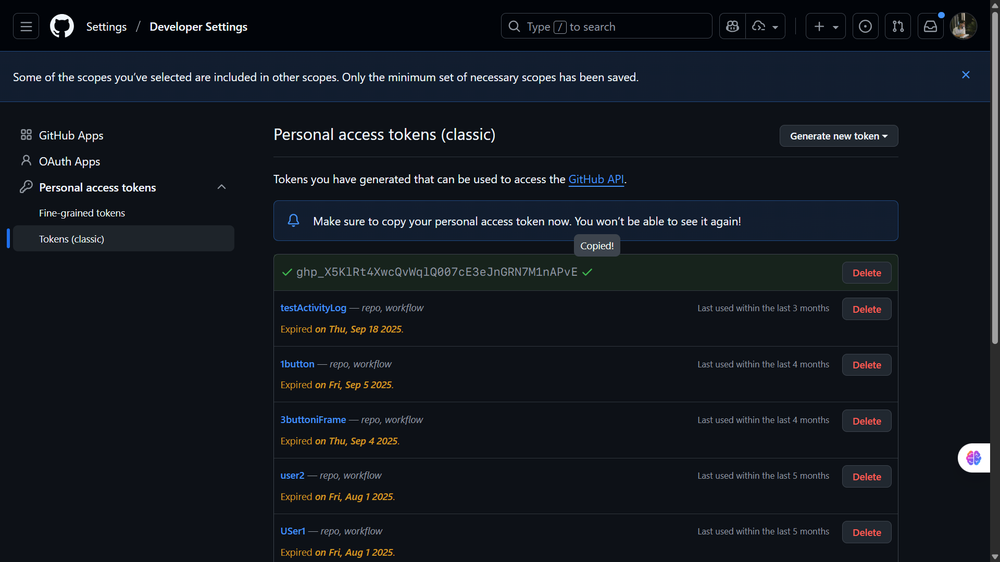 Settings / Developer Settings
Type / to search
Some of the scopes you’ve selected are included in other scopes. Only the minimum set of necessary scopes has been saved.
GitHub Apps
OAuth Apps
Personal access tokens
Fine-grained tokens
Tokens (classic)
Personal access tokens (classic)
Generate new token
Tokens you have generated that can be used to access the GitHub API.
Make sure to copy your personal access token now. You won’t be able to see it again!
Copied!
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
Delete
testActivityLog — repo, workflow
Last used within the last 3 months
Delete
Expired on Thu, Sep 18 2025.
1button — repo, workflow
Last used within the last 4 months
Delete
Expired on Fri, Sep 5 2025.
3buttoniFrame — repo, workflow
Last used within the last 4 months
Delete
Expired on Thu, Sep 4 2025.
user2 — repo, workflow
Last used within the last 5 months
Delete
Expired on Fri, Aug 1 2025.
USer1 — repo, workflow
Last used within the last 5 months
Delete
Expired on Fri, Aug 1 2025.